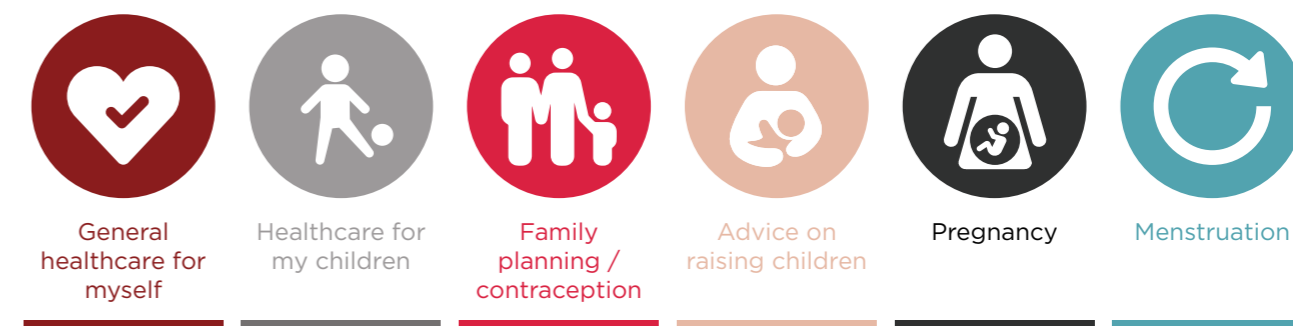 General
healthcare for
myself
Healthcare for
my children
Family
planning /
contraception
Advice on
raising children
Pregnancy
Menstruation